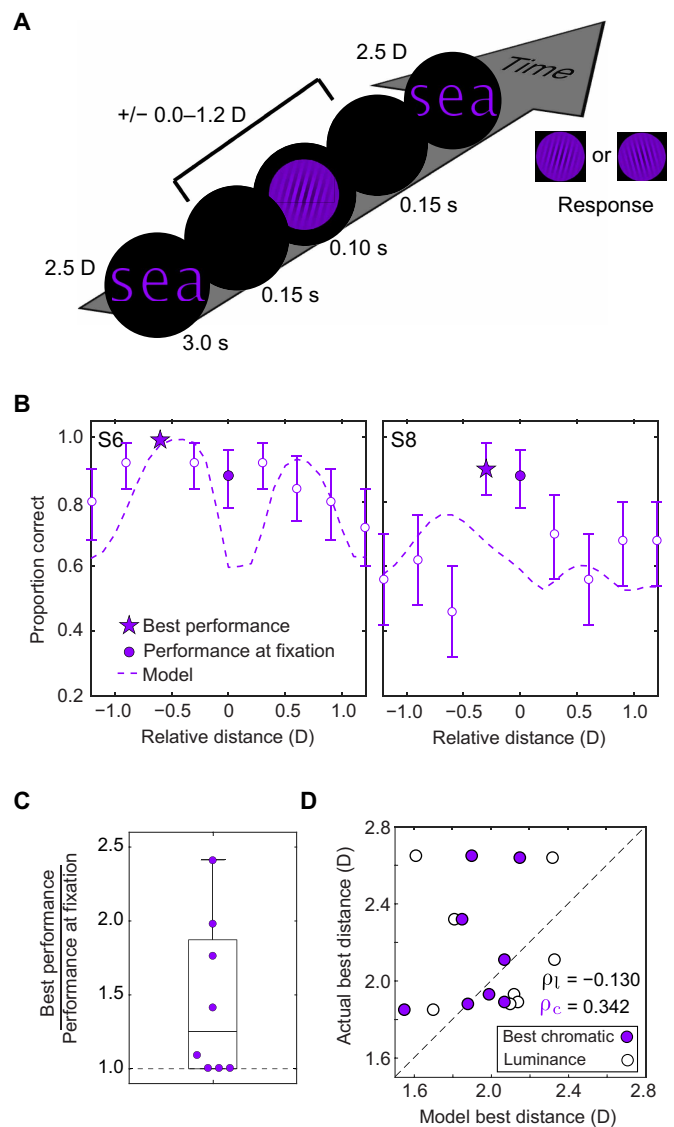 A
2.5 D
sea
Time
+/− 0.0–1.2 D
or
Response
0.15 s
0.10 s
2.5 D
sea
0.15 s
3.0 s
B
S6
S8
1.0
0.8
0.6
0.4
0.2
Proportion correct
Best performance
Performance at fixation
Model
−1.0 −0.5 0 0.5 1.0
−1.0 −0.5 0 0.5 1.0
Relative distance (D)
Relative distance (D)
C
2.5
2.0
1.5
1.0
Best performance
Performance at fixation
D
2.8
2.4
2.0
1.6
Actual best distance (D)
ρl = −0.130
ρc = 0.342
Best chromatic
Luminance
1.6 2.0 2.4 2.8
Model best distance (D)